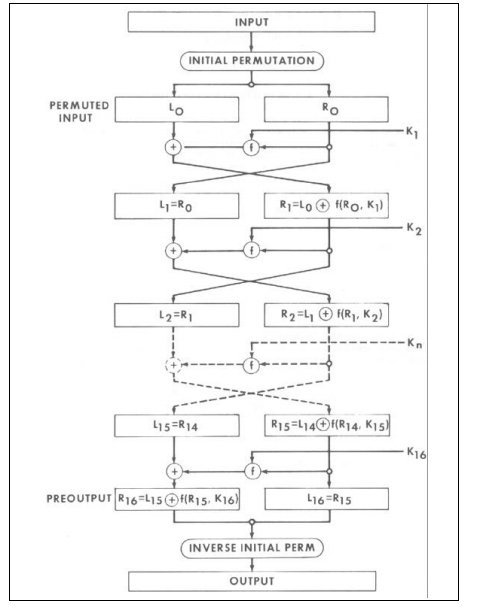 INPUT
INITIAL PERMUTATION
PERMUTED
INPUT
L0
R0
K1
+
f
L1=R0
R1=L0 ⊕ f(R0, K1)
K2
+
f
L2=R1
R2=L1 ⊕ f(R1, K2)
Kn
+
f
L15=R14
R15=L14 ⊕ f(R14, K15)
K16
+
f
PREOUTPUT
R16=L15 ⊕ f(R15, K16)
L16=R15
INVERSE INITIAL PERM
OUTPUT